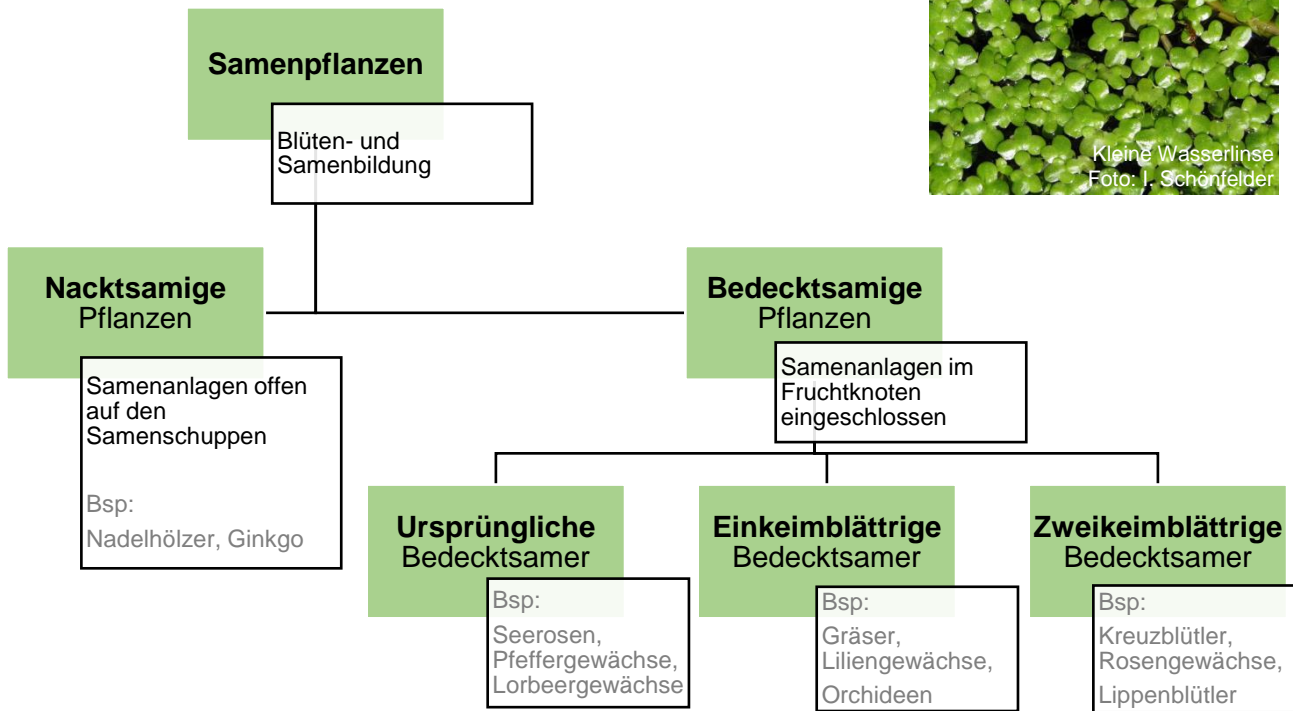 Samenpflanzen
Blüten- und
Samenbildung
Kleine Wasserlinse
Foto: I. Schönfelder
Nacktsamige
Pflanzen
Samenanlagen offen
auf den
Samenschuppen
Bsp:
Nadelhölzer, Ginkgo
Bedecktsamige
Pflanzen
Samenanlagen im
Fruchtknoten
eingeschlossen
Ursprüngliche
Bedecktsamer
Bsp:
Seerosen,
Pfeffergewächse,
Lorbeergewächse
Einkeimblättrige
Bedecktsamer
Bsp:
Gräser,
Liliengewächse,
Orchideen
Zweikeimblättrige
Bedecktsamer
Bsp:
Kreuzblütler,
Rosengewächse,
Lippenblütler